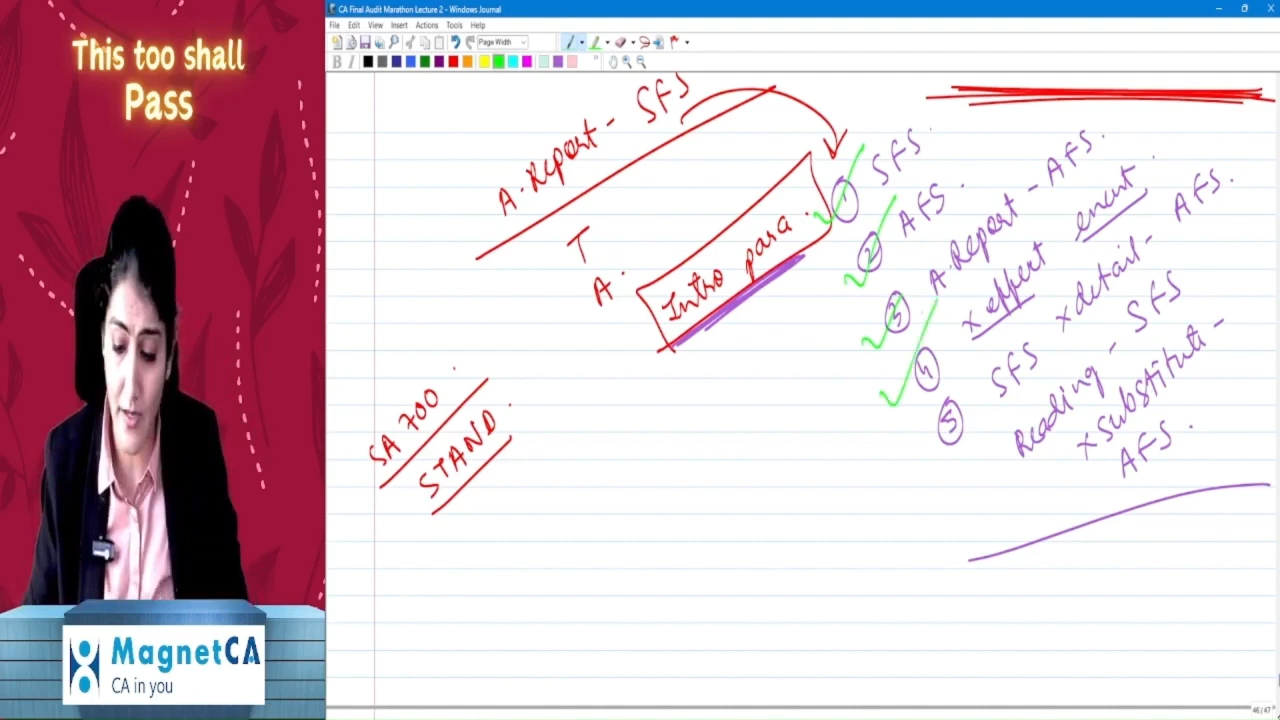 This too shall
Pass
CA Final Audit Marathon Lecture 2 - Windows Journal
File Edit View Insert Actions Tools Help
Page Width
B I
A. Report - SFS
T
A.
Intro para.
① SFS.
② AFS.
③ A. Report - AFS.
④ x effect event.
⑤ SFS x detail - AFS.
Reading - SFS
x substitute -
AFS.
SA 700
STAND.
MagnetCA
CA in you
46/47